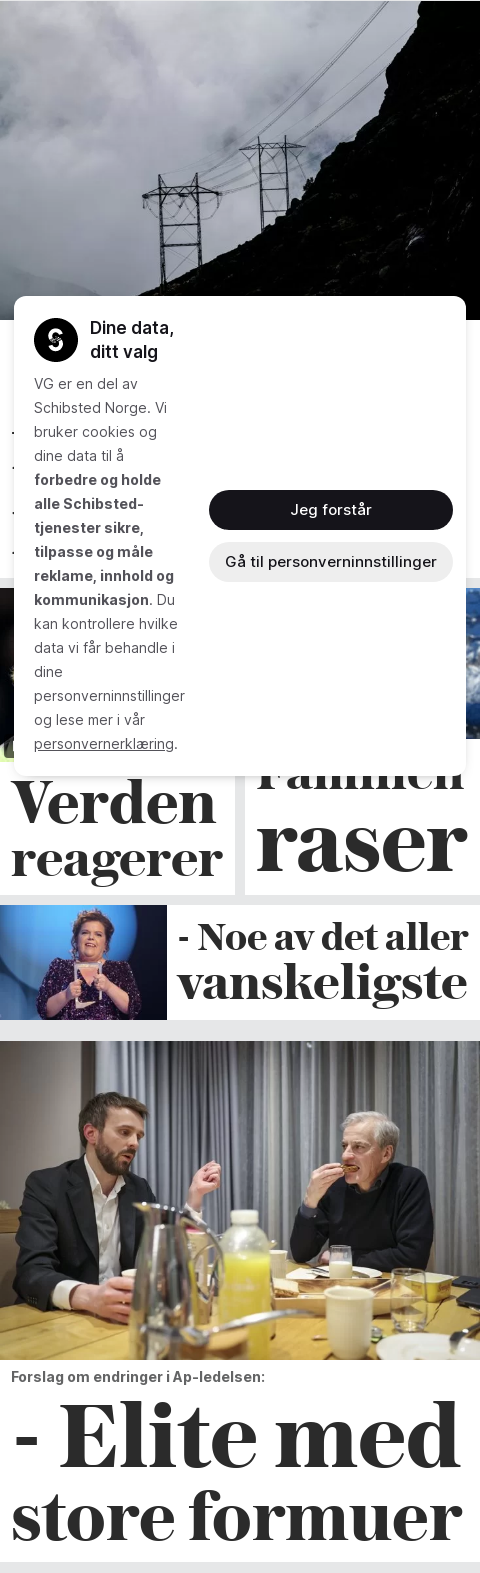 Dine data,
ditt valg
VG er en del av
Schibsted Norge. Vi
bruker cookies og
dine data til å
forbedre og holde
alle Schibsted-
tjenester sikre,
tilpasse og måle
reklame, innhold og
kommunikasjon. Du
kan kontrollere hvilke
data vi får behandle i
dine
personverninnstillinger
og lese mer i vår
personvernerklæring.
Jeg forstår
Gå til personverninnstillinger
Verden
reagerer
Familien
raser
- Noe av det aller
vanskeligste
Forslag om endringer i Ap-ledelsen:
- Elite med
store formuer